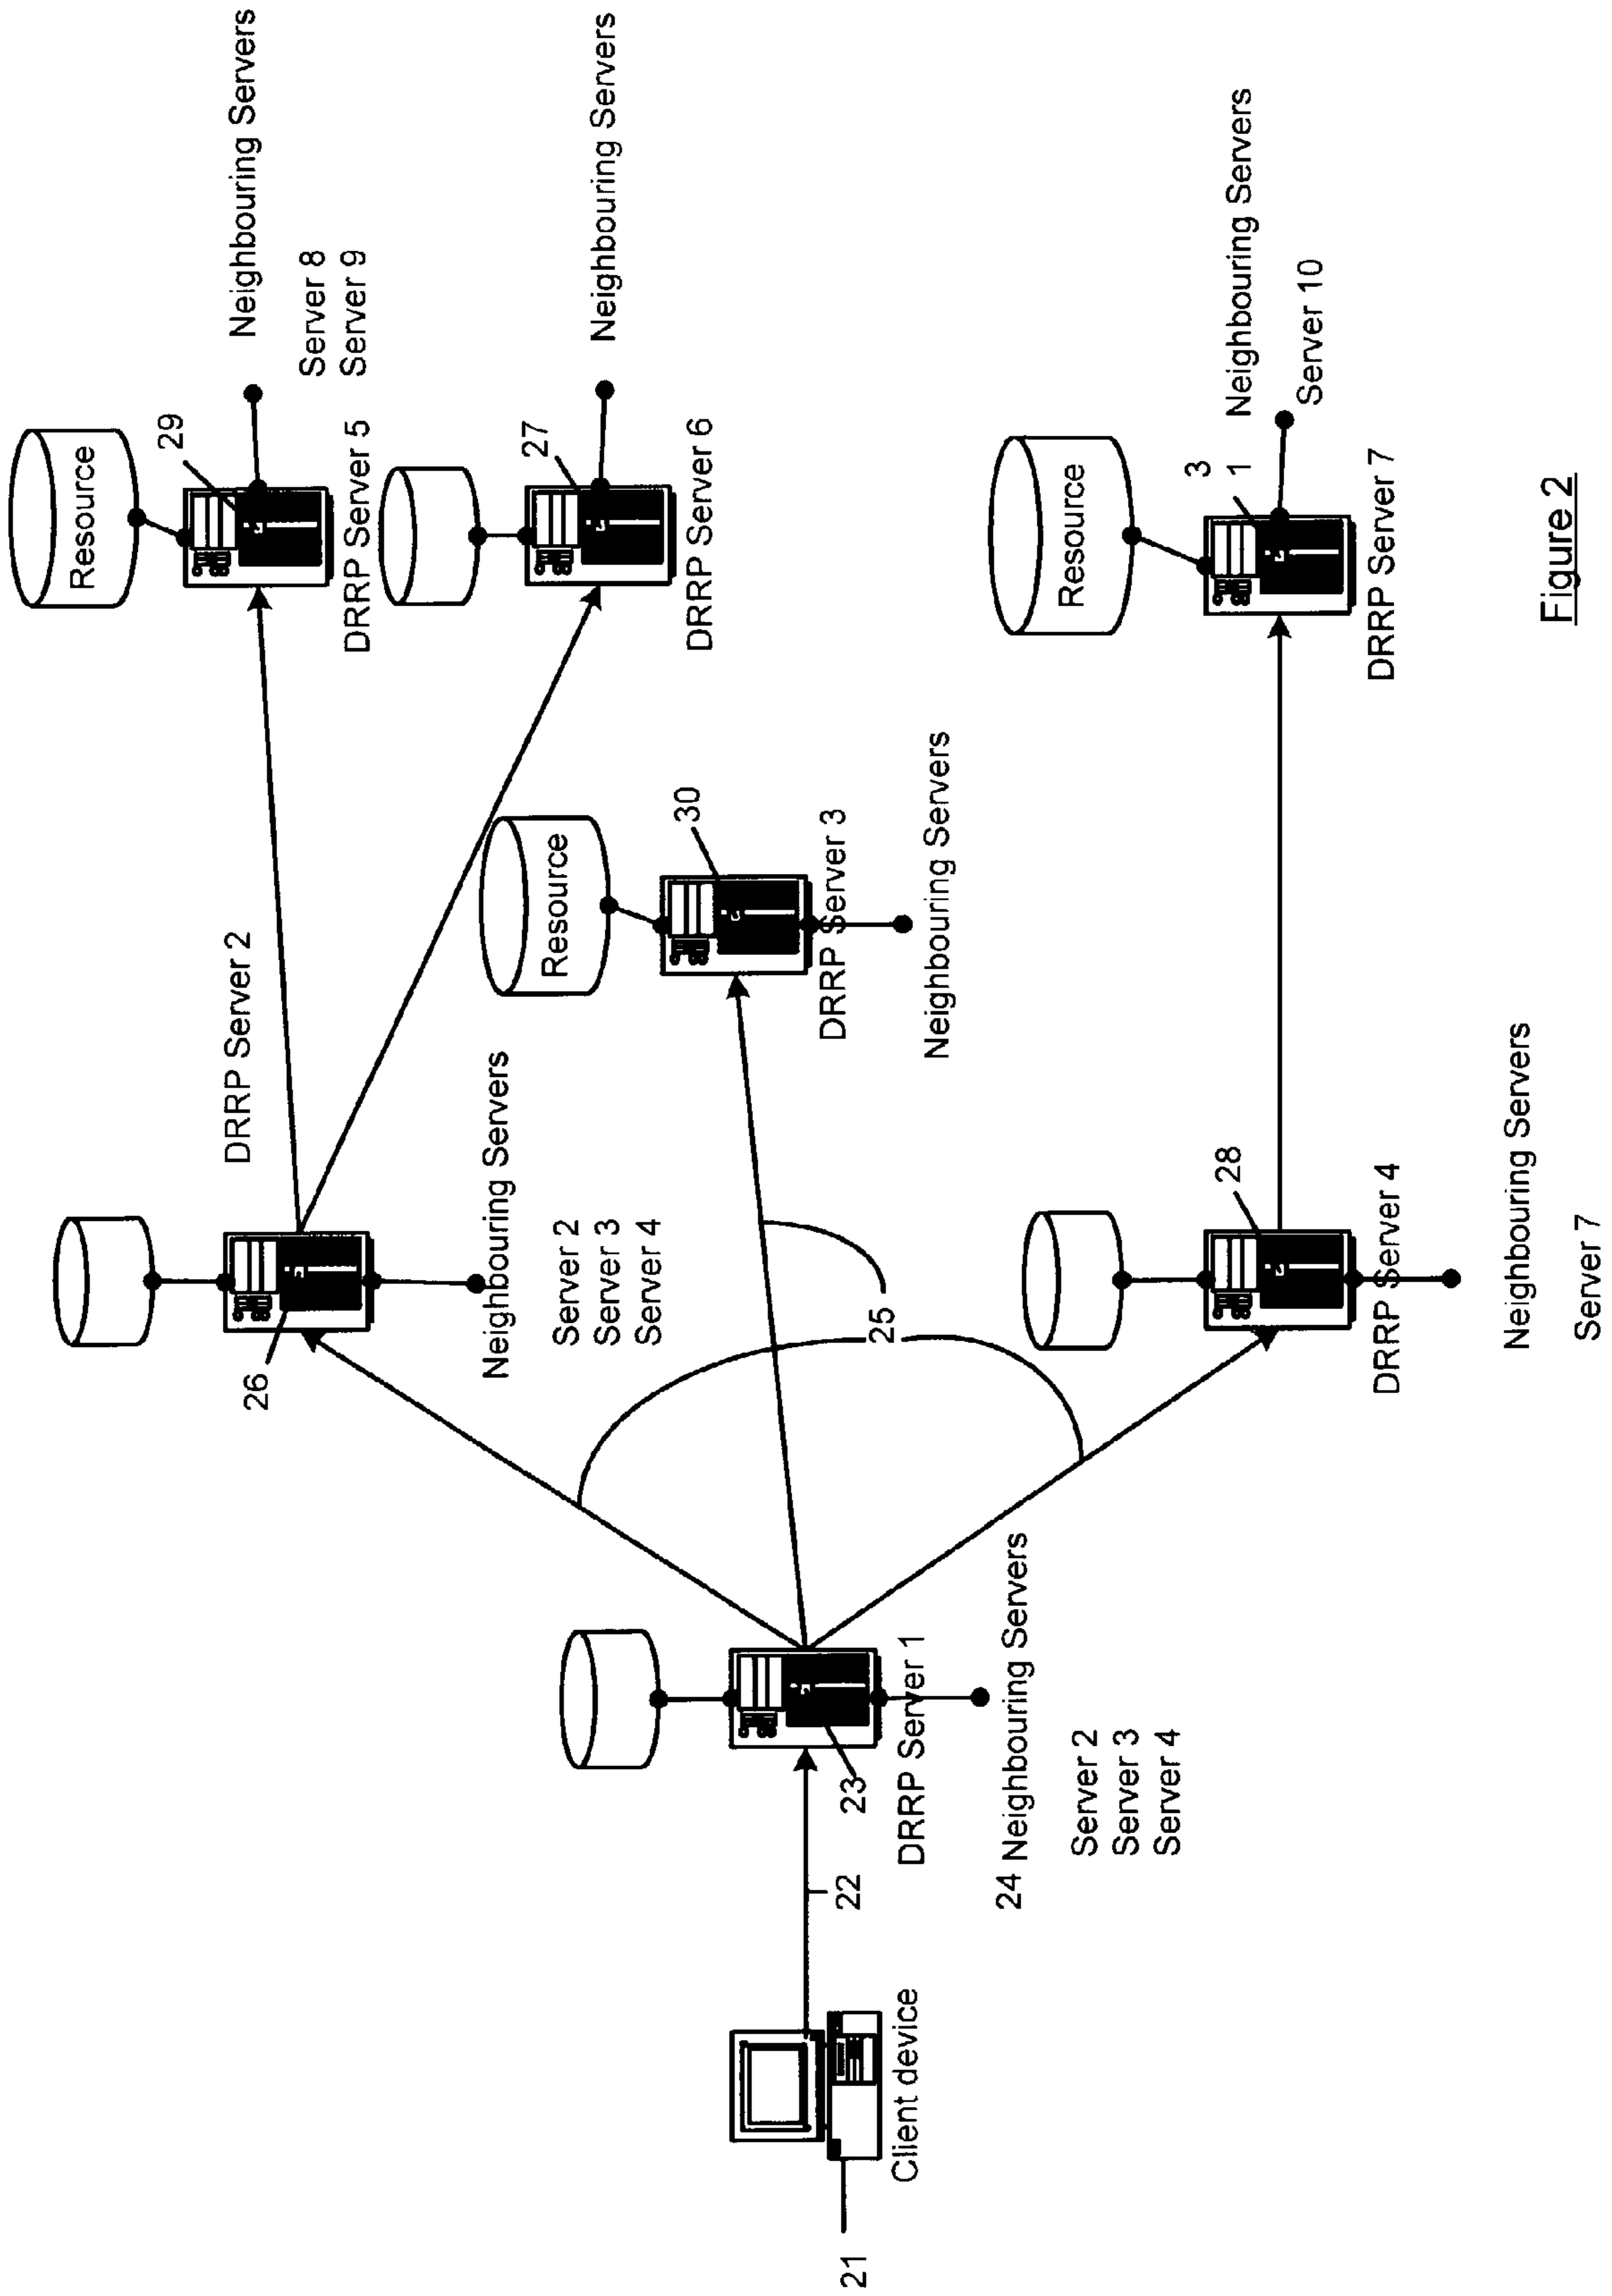 Resource
29
Neighbouring Servers
Server 8
Server 9
DRRP Server 5
27
Neighbouring Servers
DRRP Server 6
DRRP Server 2
26
Neighbouring Servers
Server 2
Server 3
Server 4
Resource
30
DRRP Server 3
Neighbouring Servers
25
21
Client device
22
23
DRRP Server 1
24 Neighbouring Servers
Server 2
Server 3
Server 4
28
DRRP Server 4
Neighbouring Servers
Server 7
Resource
3
1
Neighbouring Servers
Server 10
DRRP Server 7
Figure 2